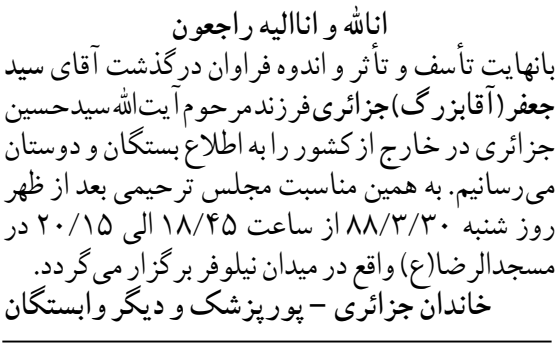 انالله و اناالیه راجعون
بانهایت تأسف و تأثر و اندوه فراوان درگذشت آقای سید
جعفر(آقابزرگ)جزائری‌فرزندمرحوم‌آیت‌الله‌سیدحسین
جزائری در خارج از کشور را به اطلاع بستگان و دوستان
می‌رسانیم. به همین مناسبت مجلس ترحیمی بعد از ظهر
روز شنبه ۸۸/۳/۳۰ از ساعت ۱۸/۴۵ الی ۲۰/۱۵ در
مسجدالرضا(ع) واقع در میدان نیلوفر برگزار می‌گردد.
خاندان جزائری – پورپزشک و دیگر وابستگان